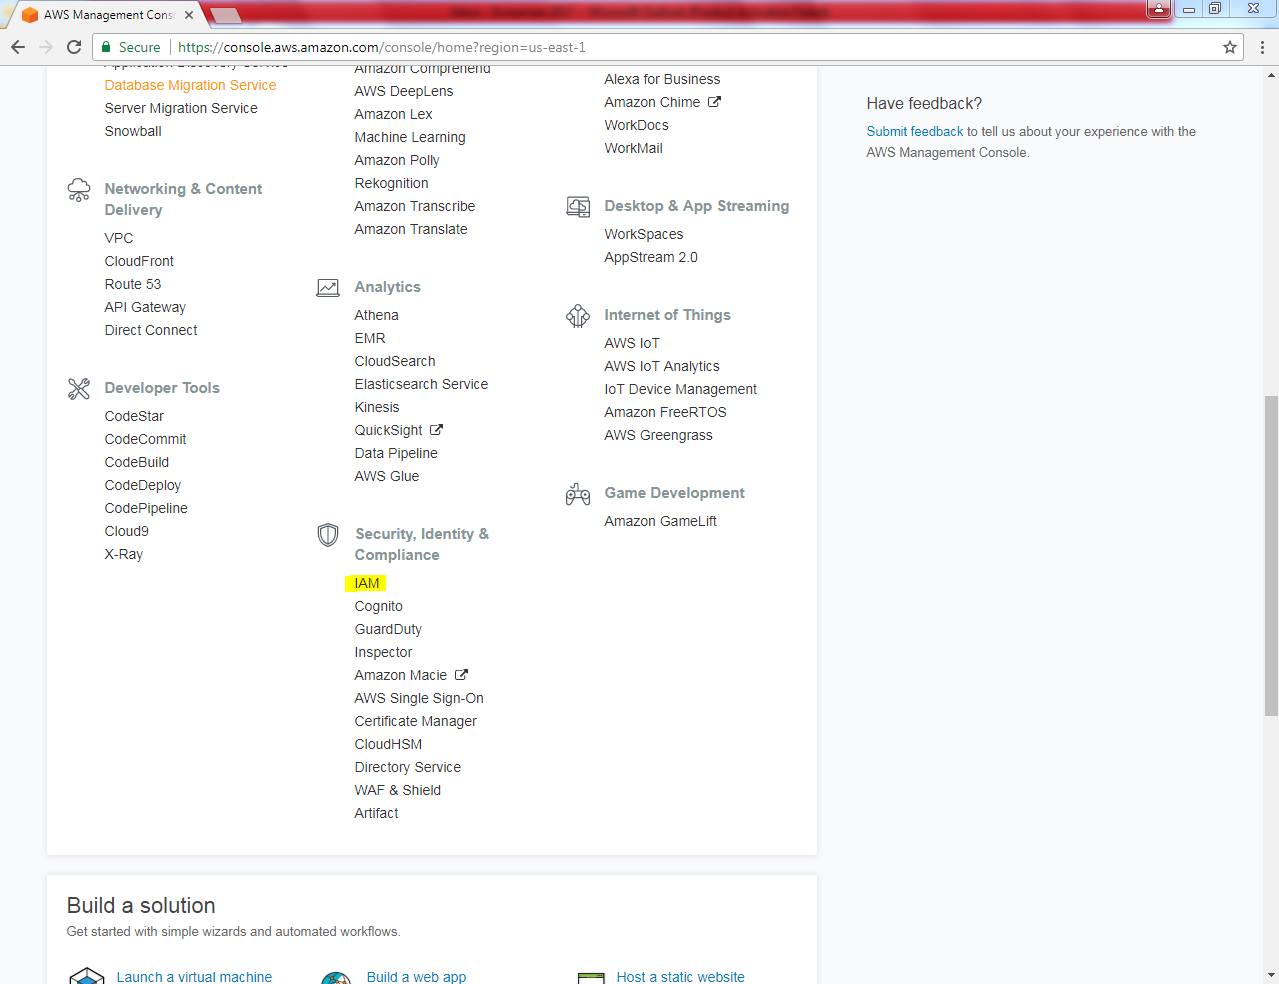 AWS Management Conso
Secure
https://console.aws.amazon.com/console/home?region=us-east-1
Application Discovery Service
Database Migration Service
Server Migration Service
Snowball
Networking & Content
Delivery
VPC
CloudFront
Route 53
API Gateway
Direct Connect
Developer Tools
CodeStar
CodeCommit
CodeBuild
CodeDeploy
CodePipeline
Cloud9
X-Ray
Amazon Comprehend
AWS DeepLens
Amazon Lex
Machine Learning
Amazon Polly
Rekognition
Amazon Transcribe
Amazon Translate
Analytics
Athena
EMR
CloudSearch
Elasticsearch Service
Kinesis
QuickSight
Data Pipeline
AWS Glue
Security, Identity &
Compliance
IAM
Cognito
GuardDuty
Inspector
Amazon Macie
AWS Single Sign-On
Certificate Manager
CloudHSM
Directory Service
WAF & Shield
Artifact
Alexa for Business
Amazon Chime
WorkDocs
WorkMail
Desktop & App Streaming
WorkSpaces
AppStream 2.0
Internet of Things
AWS IoT
AWS IoT Analytics
IoT Device Management
Amazon FreeRTOS
AWS Greengrass
Game Development
Amazon GameLift
Have feedback?
Submit feedback to tell us about your experience with the
AWS Management Console.
Build a solution
Get started with simple wizards and automated workflows.
Launch a virtual machine
Build a web app
Host a static website